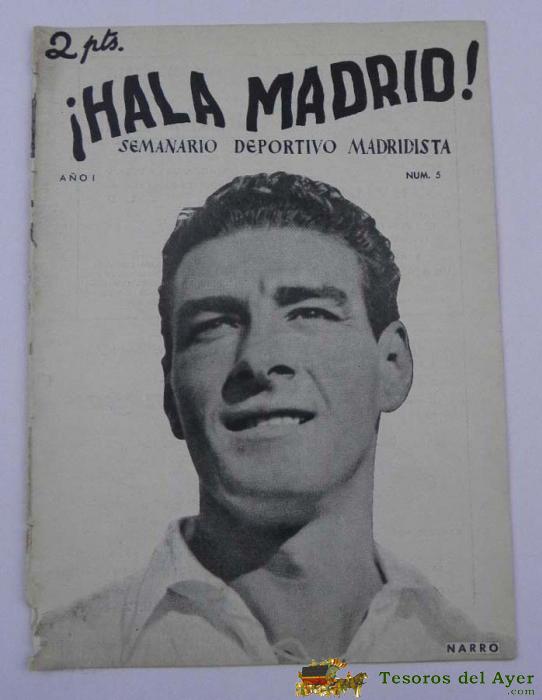 2 pts.
¡HALA MADRID!
SEMANARIO DEPORTIVO MADRIDISTA
AÑO I NUM. 5
NARRO
Tesoros del Ayer
.com